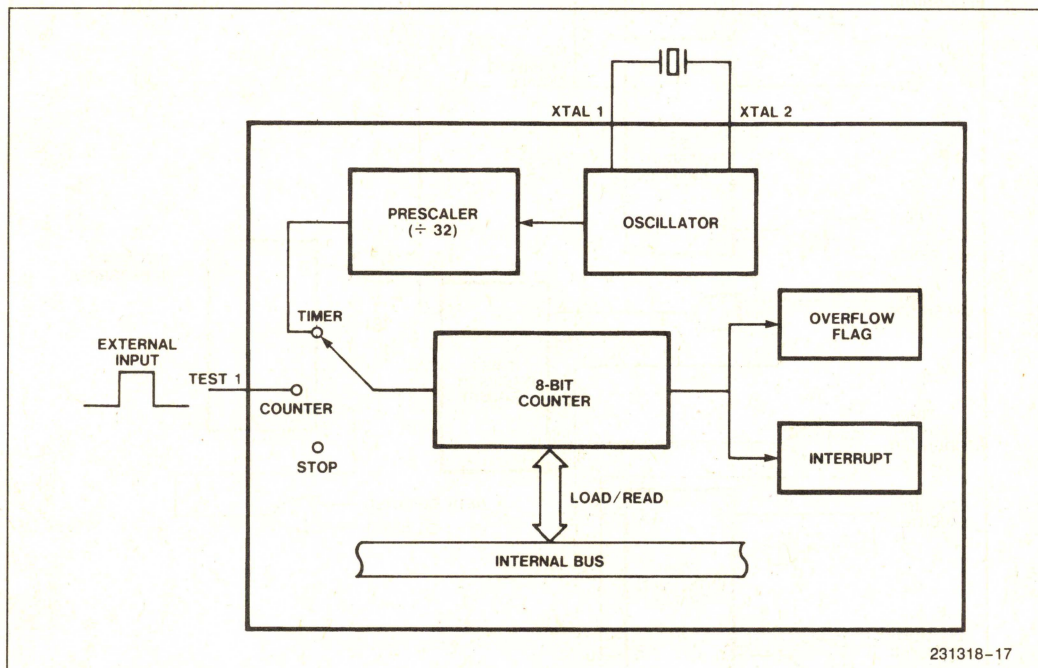 XTAL 1
XTAL 2
PRESCALER
(÷ 32)
OSCILLATOR
TIMER
OVERFLOW
FLAG
EXTERNAL
INPUT
TEST 1
COUNTER
8-BIT
COUNTER
STOP
INTERRUPT
LOAD/READ
INTERNAL BUS
231318-17